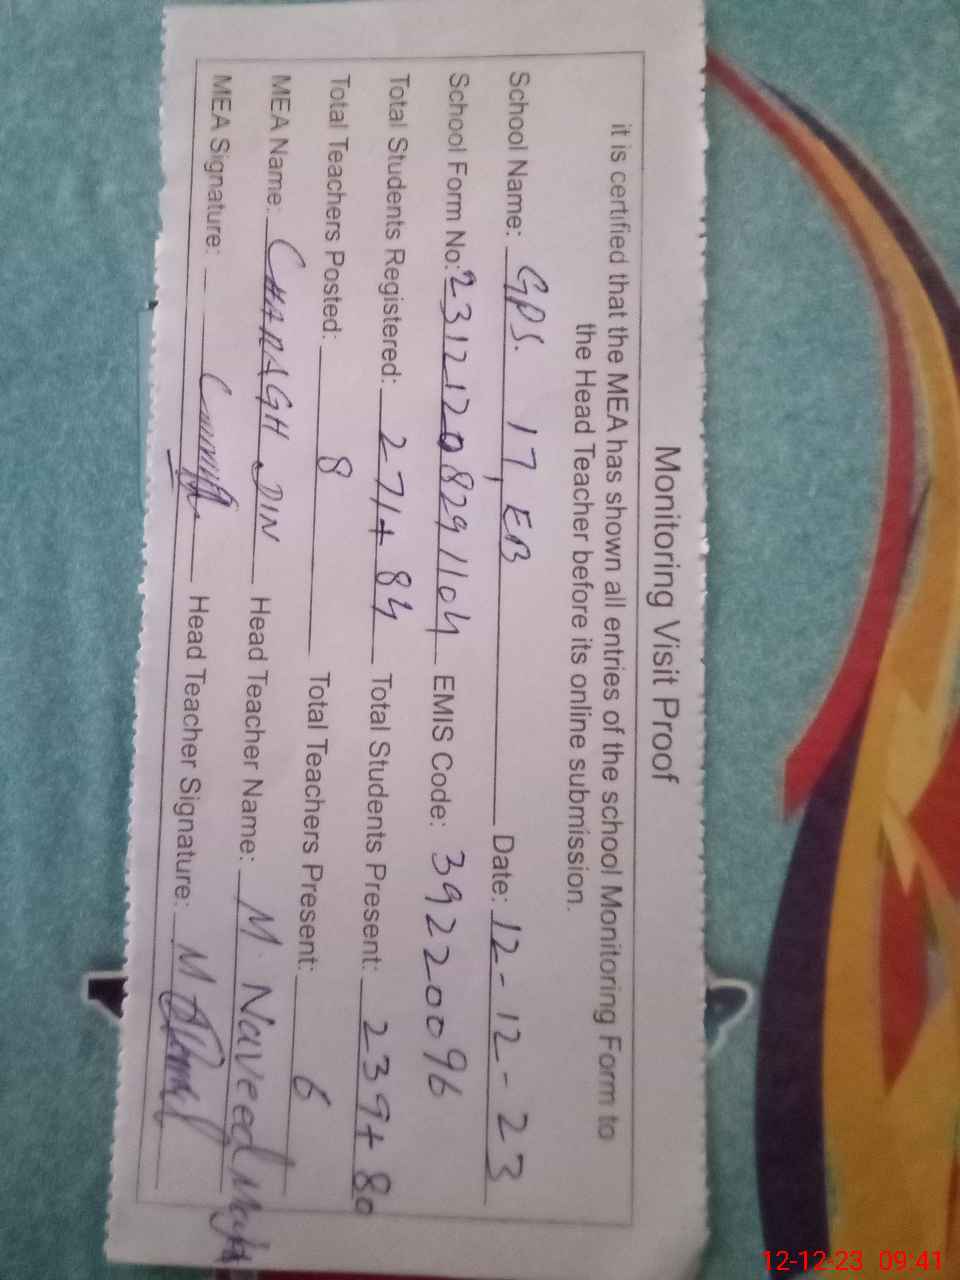 Monitoring Visit Proof
it is certified that the MEA has shown all entries of the school Monitoring Form to
the Head Teacher before its online submission.
School Name: GPS. 17, EB Date: 12-12-23
School Form No: 23121208291104 EMIS Code: 39220096
Total Students Registered: 271+84 Total Students Present: 239+80
Total Teachers Posted: 8 Total Teachers Present: 6
MEA Name: CHARAGH DIN Head Teacher Name: M. Naveed
MEA Signature: Head Teacher Signature: M
12-12-23 09:41